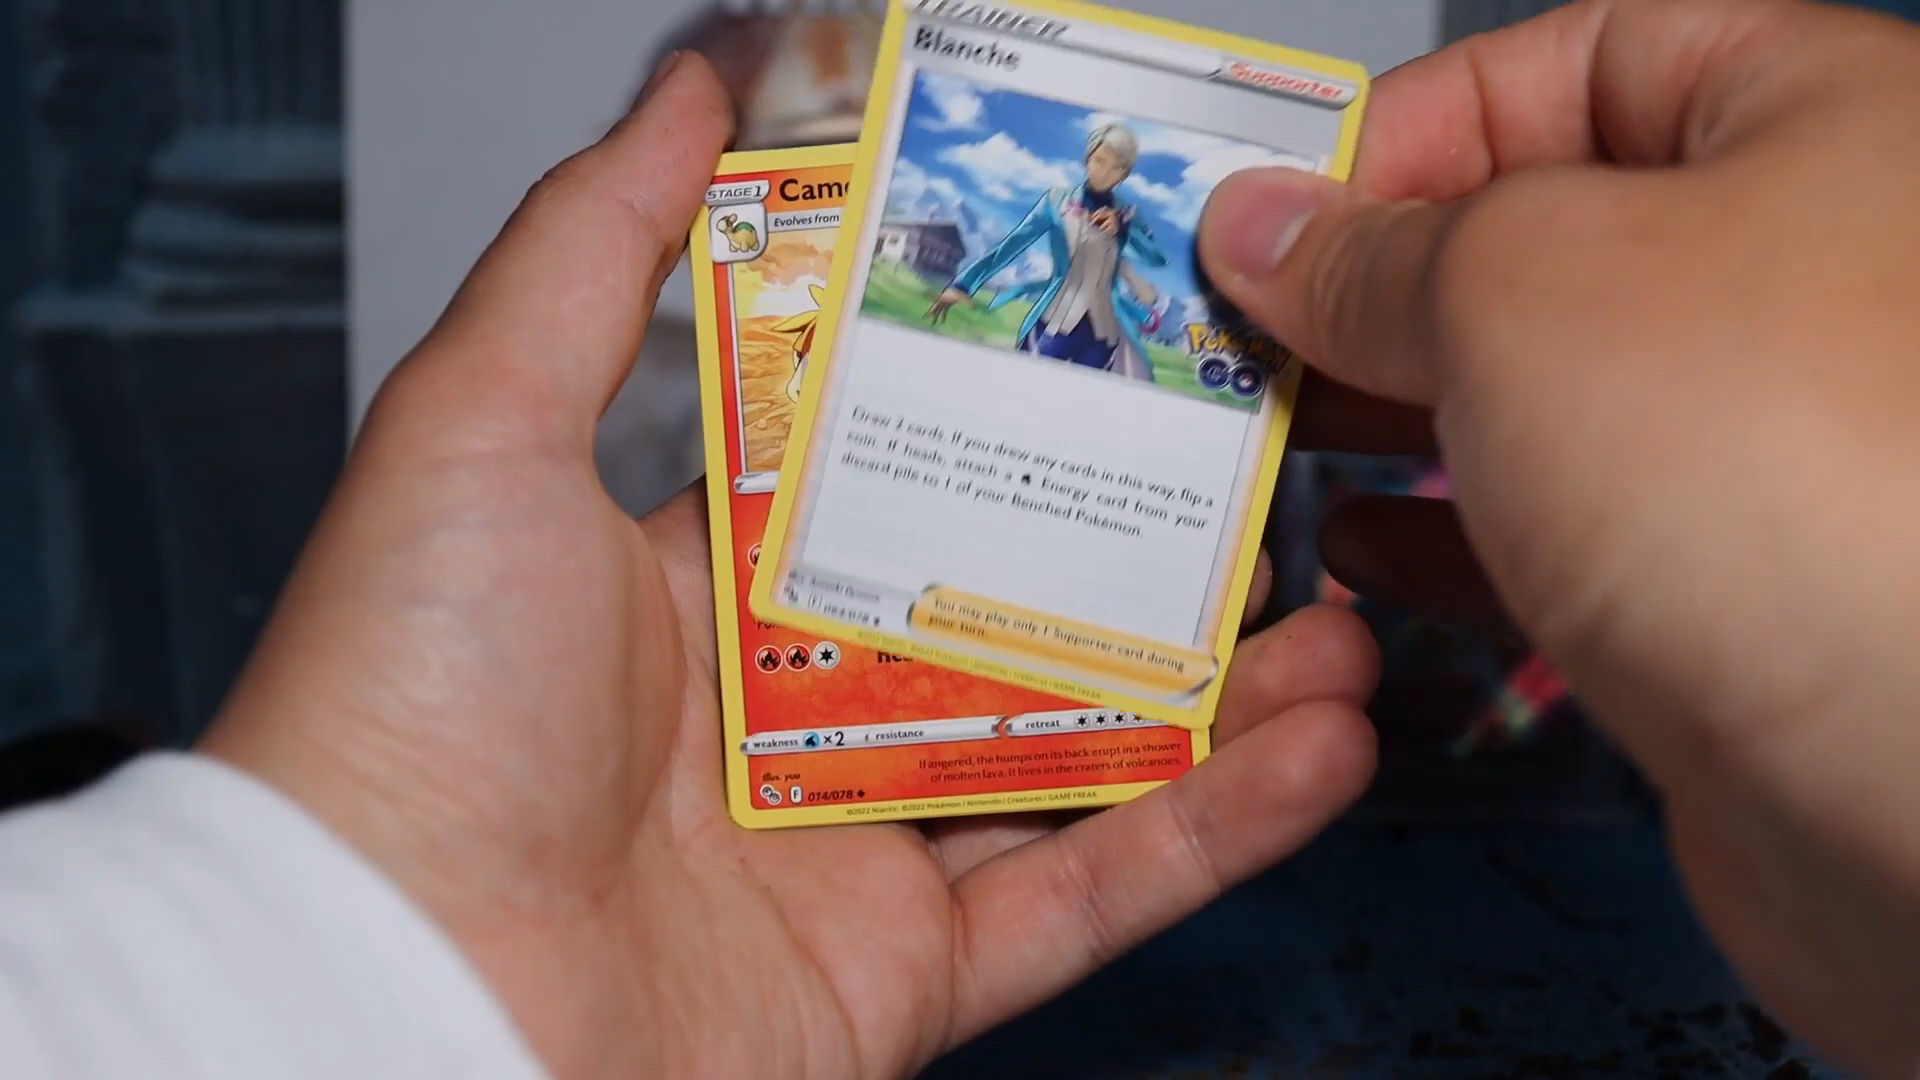 TRAINER
Blanche
Supporter
Pokémon
GO
Draw 2 cards. If you drew any cards in this way, flip a
coin. If heads, attach a Energy card from your
discard pile to 1 of your Benched Pokémon.
You may play only 1 Supporter card during
your turn.
STAGE 1
Came
Evolves from
weakness ×2 resistance retreat
If angered, the humps on its back erupt in a shower
of molten lava. It lives in the craters of volcanoes.
Illus. yuu
F 014/078
©2022 Niantic. ©2022 Pokémon / Nintendo / Creatures / GAME FREAK.